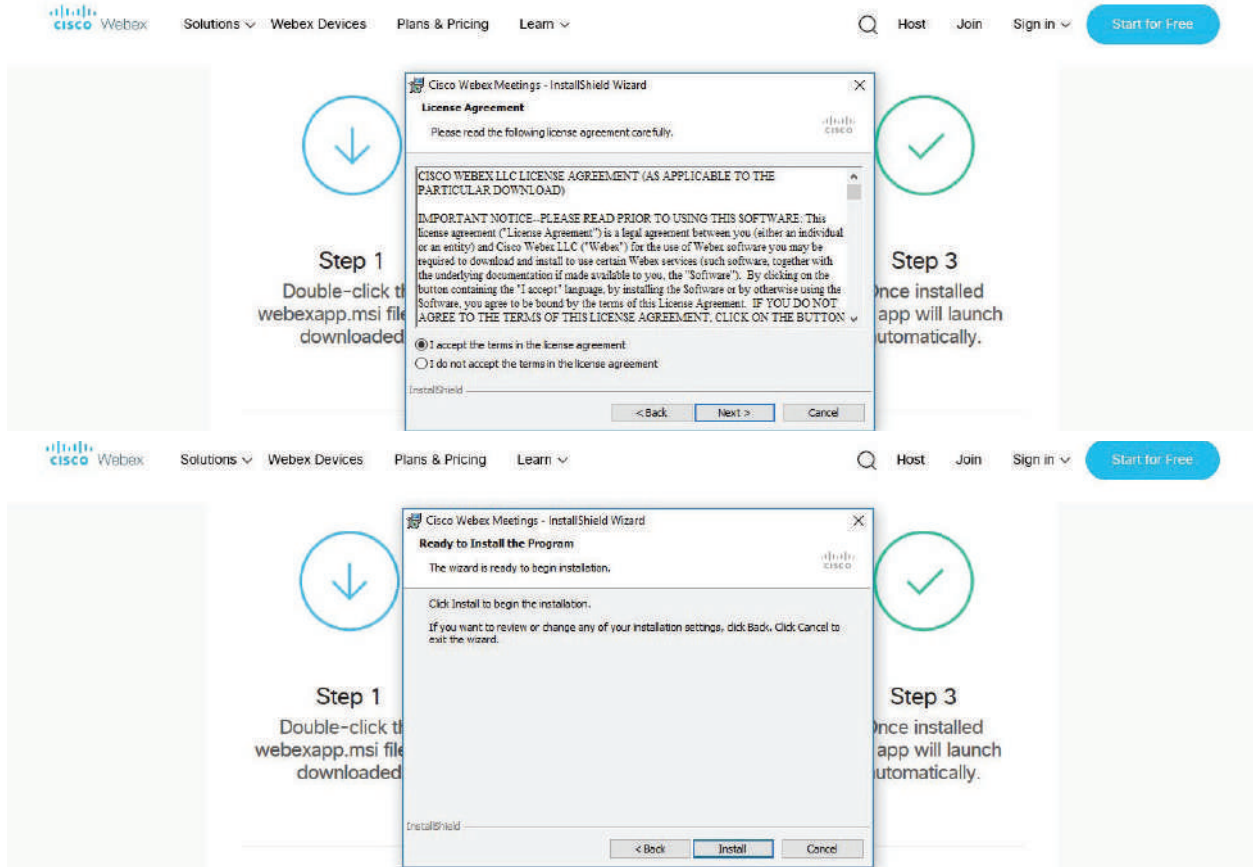 CISCO Webex Solutions Webex Devices Plans & Pricing Learn Host Join Sign in Start for Free
Cisco Webex Meetings - InstallShield Wizard
License Agreement
Please read the following license agreement carefully.
CISCO
CISCO WEBEX LLC LICENSE AGREEMENT (AS APPLICABLE TO THE
PARTICULAR DOWNLOAD)
IMPORTANT NOTICE--PLEASE READ PRIOR TO USING THIS SOFTWARE: This
license agreement ("License Agreement") is a legal agreement between you (either an individual
or an entity) and Cisco Webex LLC ("Webex") for the use of Webex software you may be
required to download and install to use certain Webex services (such software, together with
the underlying documentation if made available to you, the "Software"). By clicking on the
button containing the "I accept" language, by installing the Software or by otherwise using the
Software, you agree to be bound by the terms of this License Agreement. IF YOU DO NOT
AGREE TO THE TERMS OF THIS LICENSE AGREEMENT, CLICK ON THE BUTTON
I accept the terms in the license agreement
I do not accept the terms in the license agreement
InstallShield
< Back Next > Cancel
Step 1
Double-click th
webexapp.msi file
downloaded
Step 3
Once installed
app will launch
automatically.
CISCO Webex Solutions Webex Devices Plans & Pricing Learn Host Join Sign in Start for Free
Cisco Webex Meetings - InstallShield Wizard
Ready to Install the Program
The wizard is ready to begin installation.
CISCO
Click Install to begin the installation.
If you want to review or change any of your installation settings, click Back. Click Cancel to
exit the wizard.
InstallShield
< Back Install Cancel
Step 1
Double-click th
webexapp.msi file
downloaded
Step 3
Once installed
app will launch
automatically.